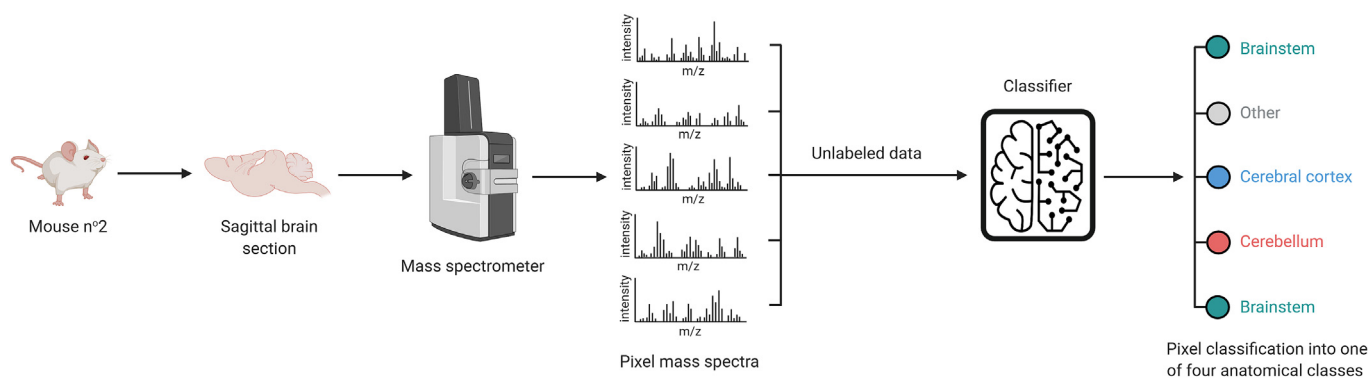 Mouse nº2
Sagittal brain
section
Mass spectrometer
intensity
m/z
intensity
m/z
intensity
m/z
intensity
m/z
intensity
m/z
Pixel mass spectra
Unlabeled data
Classifier
Brainstem
Other
Cerebral cortex
Cerebellum
Brainstem
Pixel classification into one
of four anatomical classes